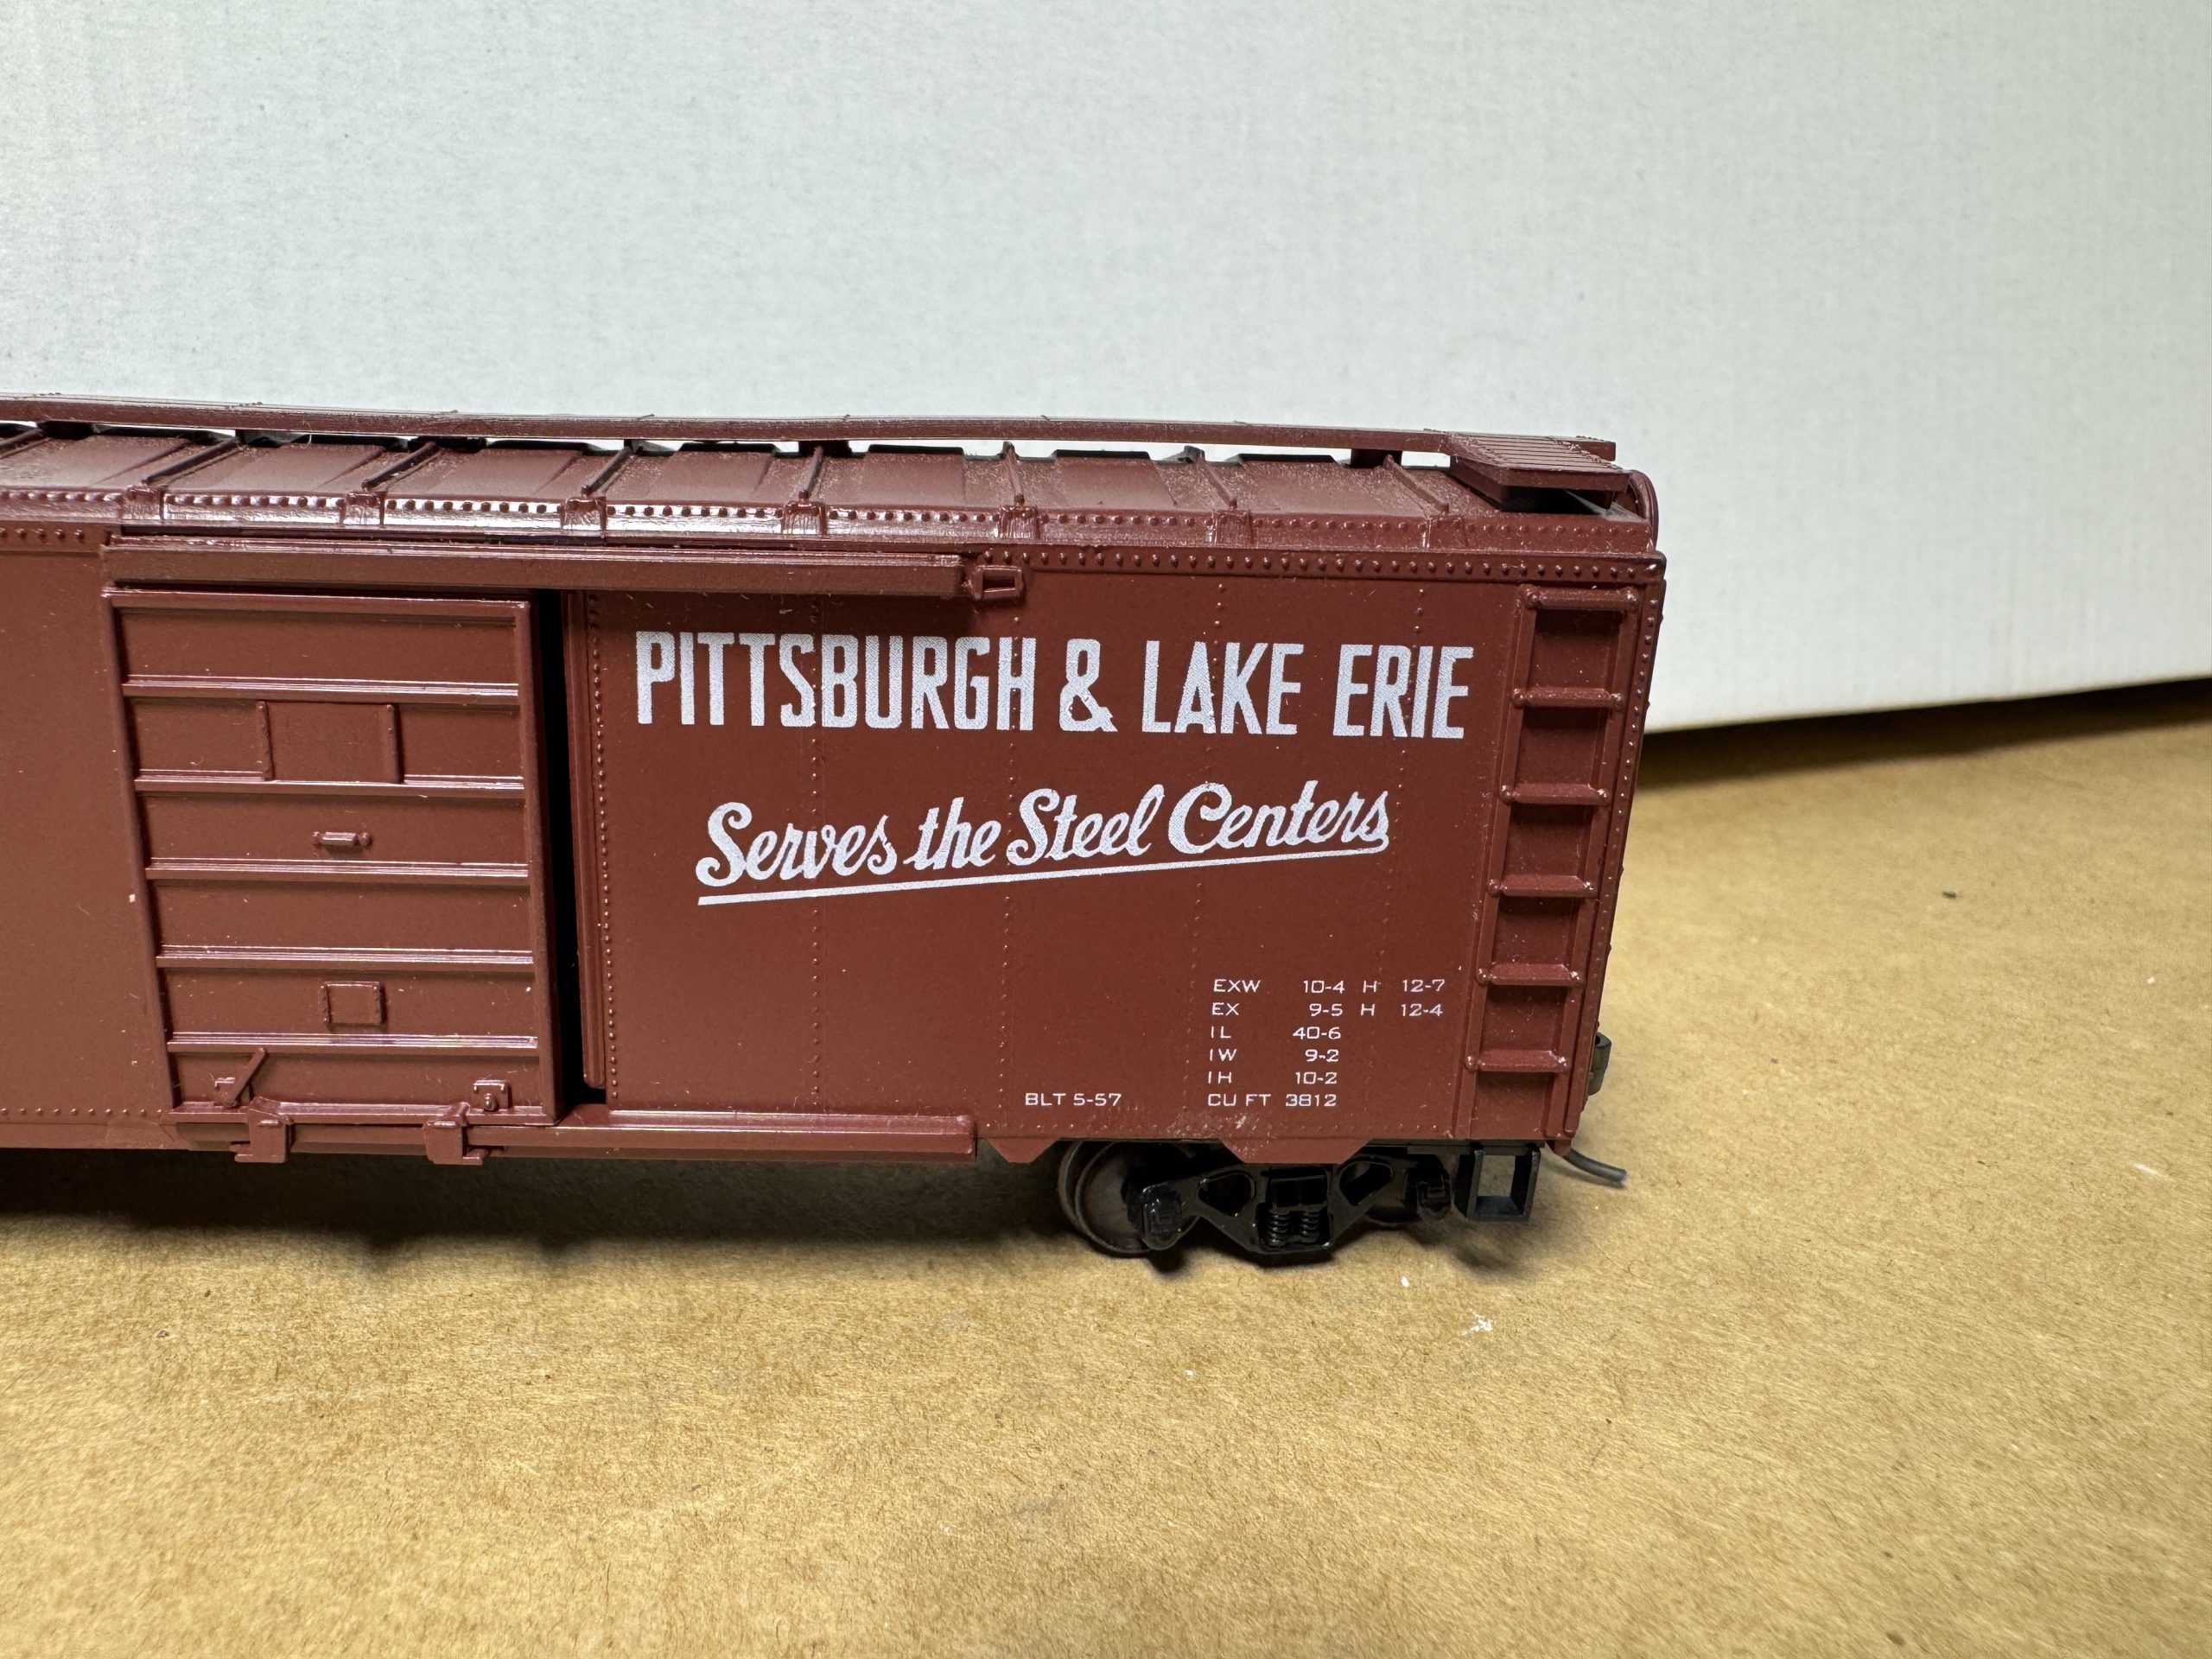 PITTSBURGH & LAKE ERIE
Serves the Steel Centers
EXW 10-4 H 12-7
EX 9-5 H 12-4
IL 40-6
IW 9-2
IH 10-2
BLT 5-57 CU FT 3812